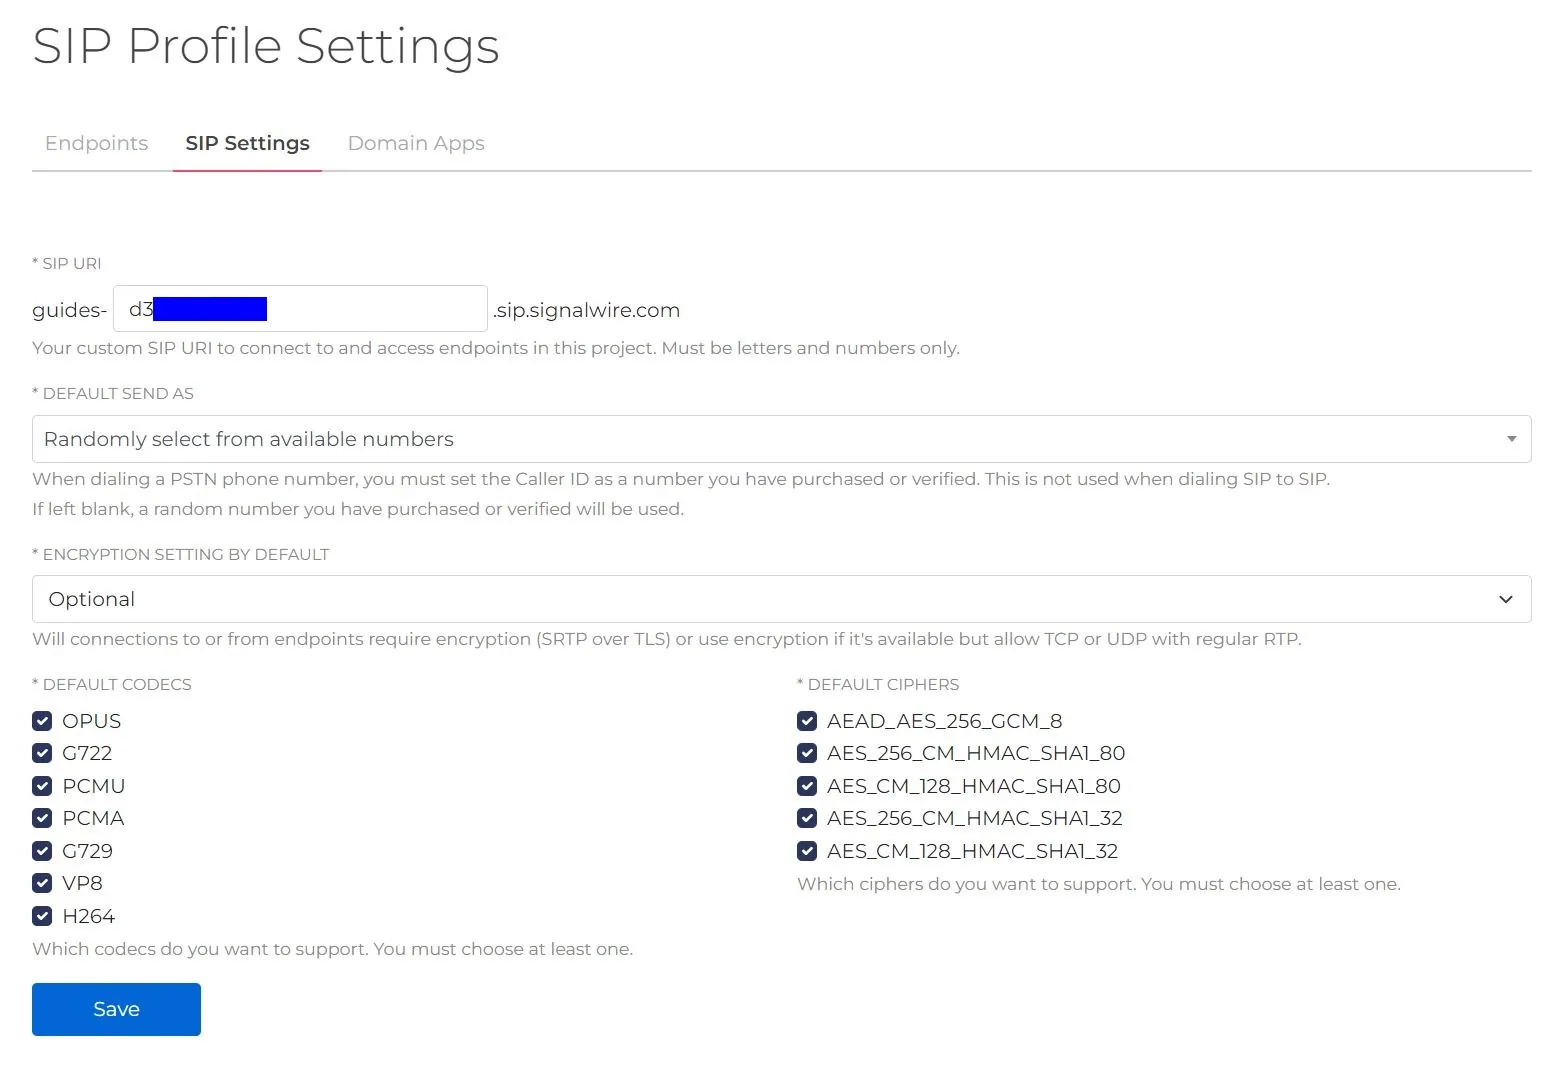 SIP Profile Settings
Endpoints SIP Settings Domain Apps
* SIP URI
guides- d3 .sip.signalwire.com
Your custom SIP URI to connect to and access endpoints in this project. Must be letters and numbers only.
* DEFAULT SEND AS
Randomly select from available numbers
When dialing a PSTN phone number, you must set the Caller ID as a number you have purchased or verified. This is not used when dialing SIP to SIP.
If left blank, a random number you have purchased or verified will be used.
* ENCRYPTION SETTING BY DEFAULT
Optional
Will connections to or from endpoints require encryption (SRTP over TLS) or use encryption if it's available but allow TCP or UDP with regular RTP.
* DEFAULT CODECS
OPUS
G722
PCMU
PCMA
G729
VP8
H264
Which codecs do you want to support. You must choose at least one.
* DEFAULT CIPHERS
AEAD_AES_256_GCM_8
AES_256_CM_HMAC_SHA1_80
AES_CM_128_HMAC_SHA1_80
AES_256_CM_HMAC_SHA1_32
AES_CM_128_HMAC_SHA1_32
Which ciphers do you want to support. You must choose at least one.
Save